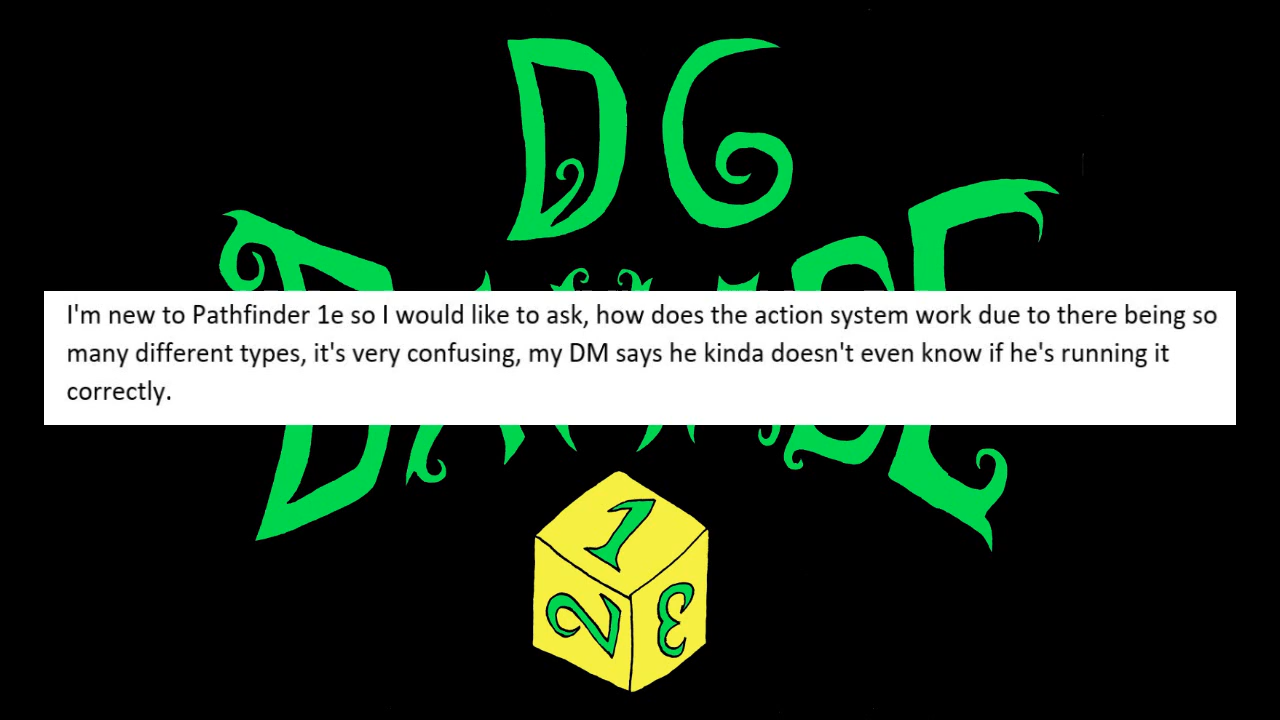 D6
I'm new to Pathfinder 1e so I would like to ask, how does the action system work due to there being so
many different types, it's very confusing, my DM says he kinda doesn't even know if he's running it
correctly.
1
2
3